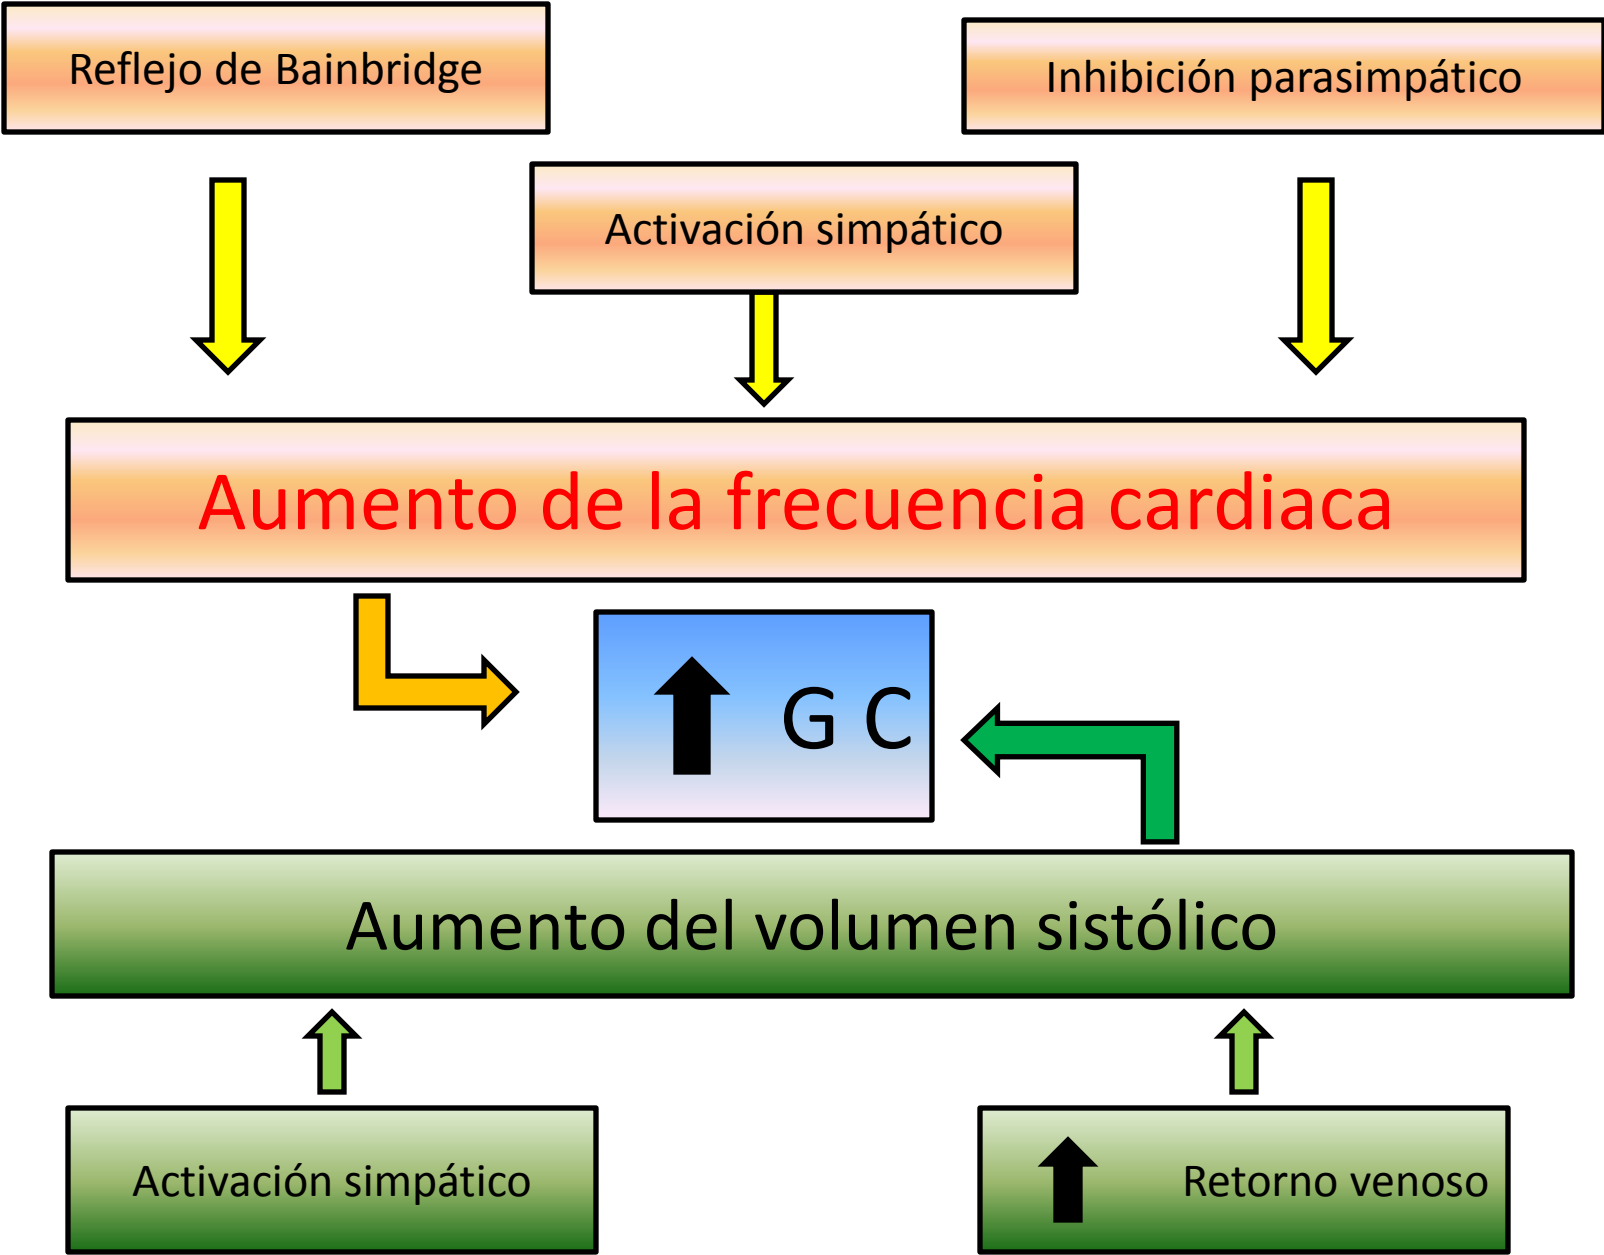 Reflejo de Bainbridge
Inhibición parasimpático
Activación simpático
Aumento de la frecuencia cardiaca
G C
Aumento del volumen sistólico
Activación simpático
Retorno venoso